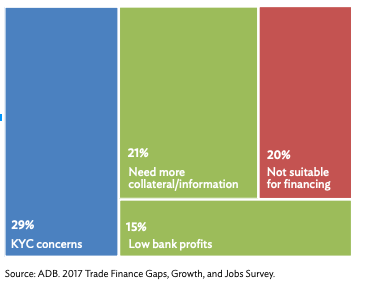 21%
Need more
collateral/information
20%
Not suitable
for financing
29%
KYC concerns
15%
Low bank profits
Source: ADB. 2017 Trade Finance Gaps, Growth, and Jobs Survey.